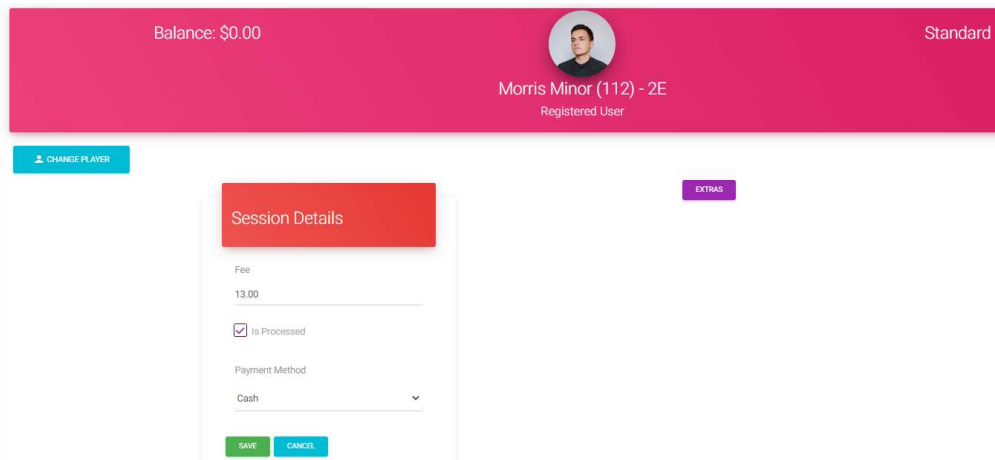 Balance: $0.00
Standard
Morris Minor (112) - 2E
Registered User
CHANGE PLAYER
EXTRAS
Session Details
Fee
13.00
Is Processed
Payment Method
Cash
SAVE
CANCEL